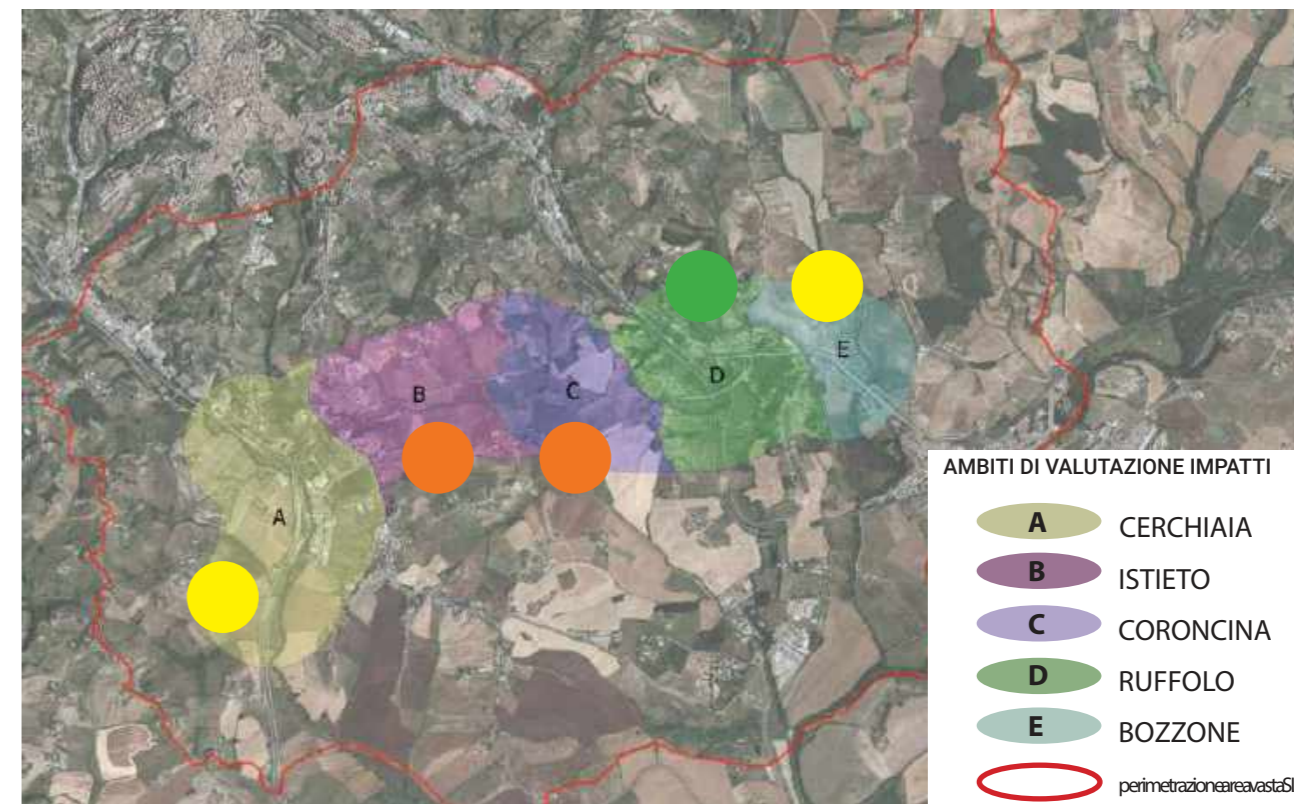 A
B
C
D
E
AMBITI DI VALUTAZIONE IMPATTI
A CERCHIAIA
B ISTIETO
C CORONCINA
D RUFFOLO
E BOZZONE
perimetrazioneareavastaSI